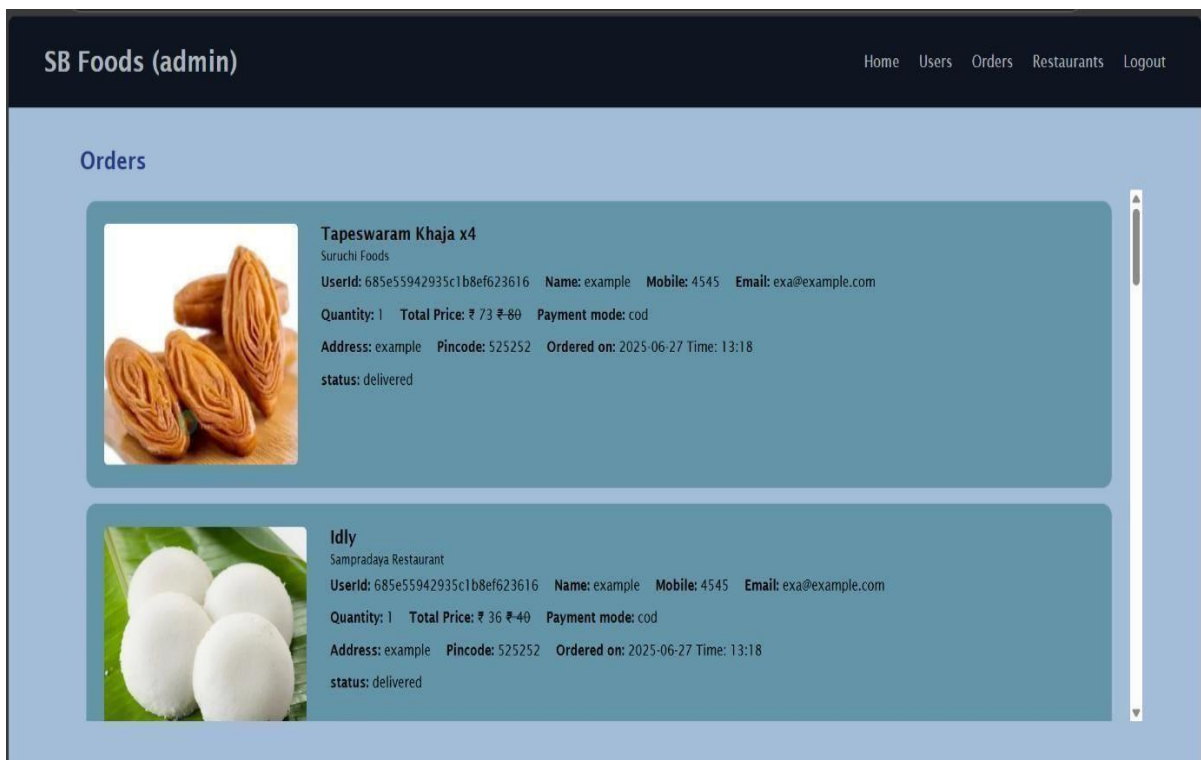 SB Foods (admin)
Home Users Orders Restaurants Logout
Orders
Tapeswaram Khaja x4
Suruchi Foods
UserId: 685e55942935c1b8ef623616 Name: example Mobile: 4545 Email: exa@example.com
Quantity: 1 Total Price: ₹ 73 ₹ 80 Payment mode: cod
Address: example Pincode: 525252 Ordered on: 2025-06-27 Time: 13:18
status: delivered
Idly
Sampradaya Restaurant
UserId: 685e55942935c1b8ef623616 Name: example Mobile: 4545 Email: exa@example.com
Quantity: 1 Total Price: ₹ 36 ₹ 40 Payment mode: cod
Address: example Pincode: 525252 Ordered on: 2025-06-27 Time: 13:18
status: delivered